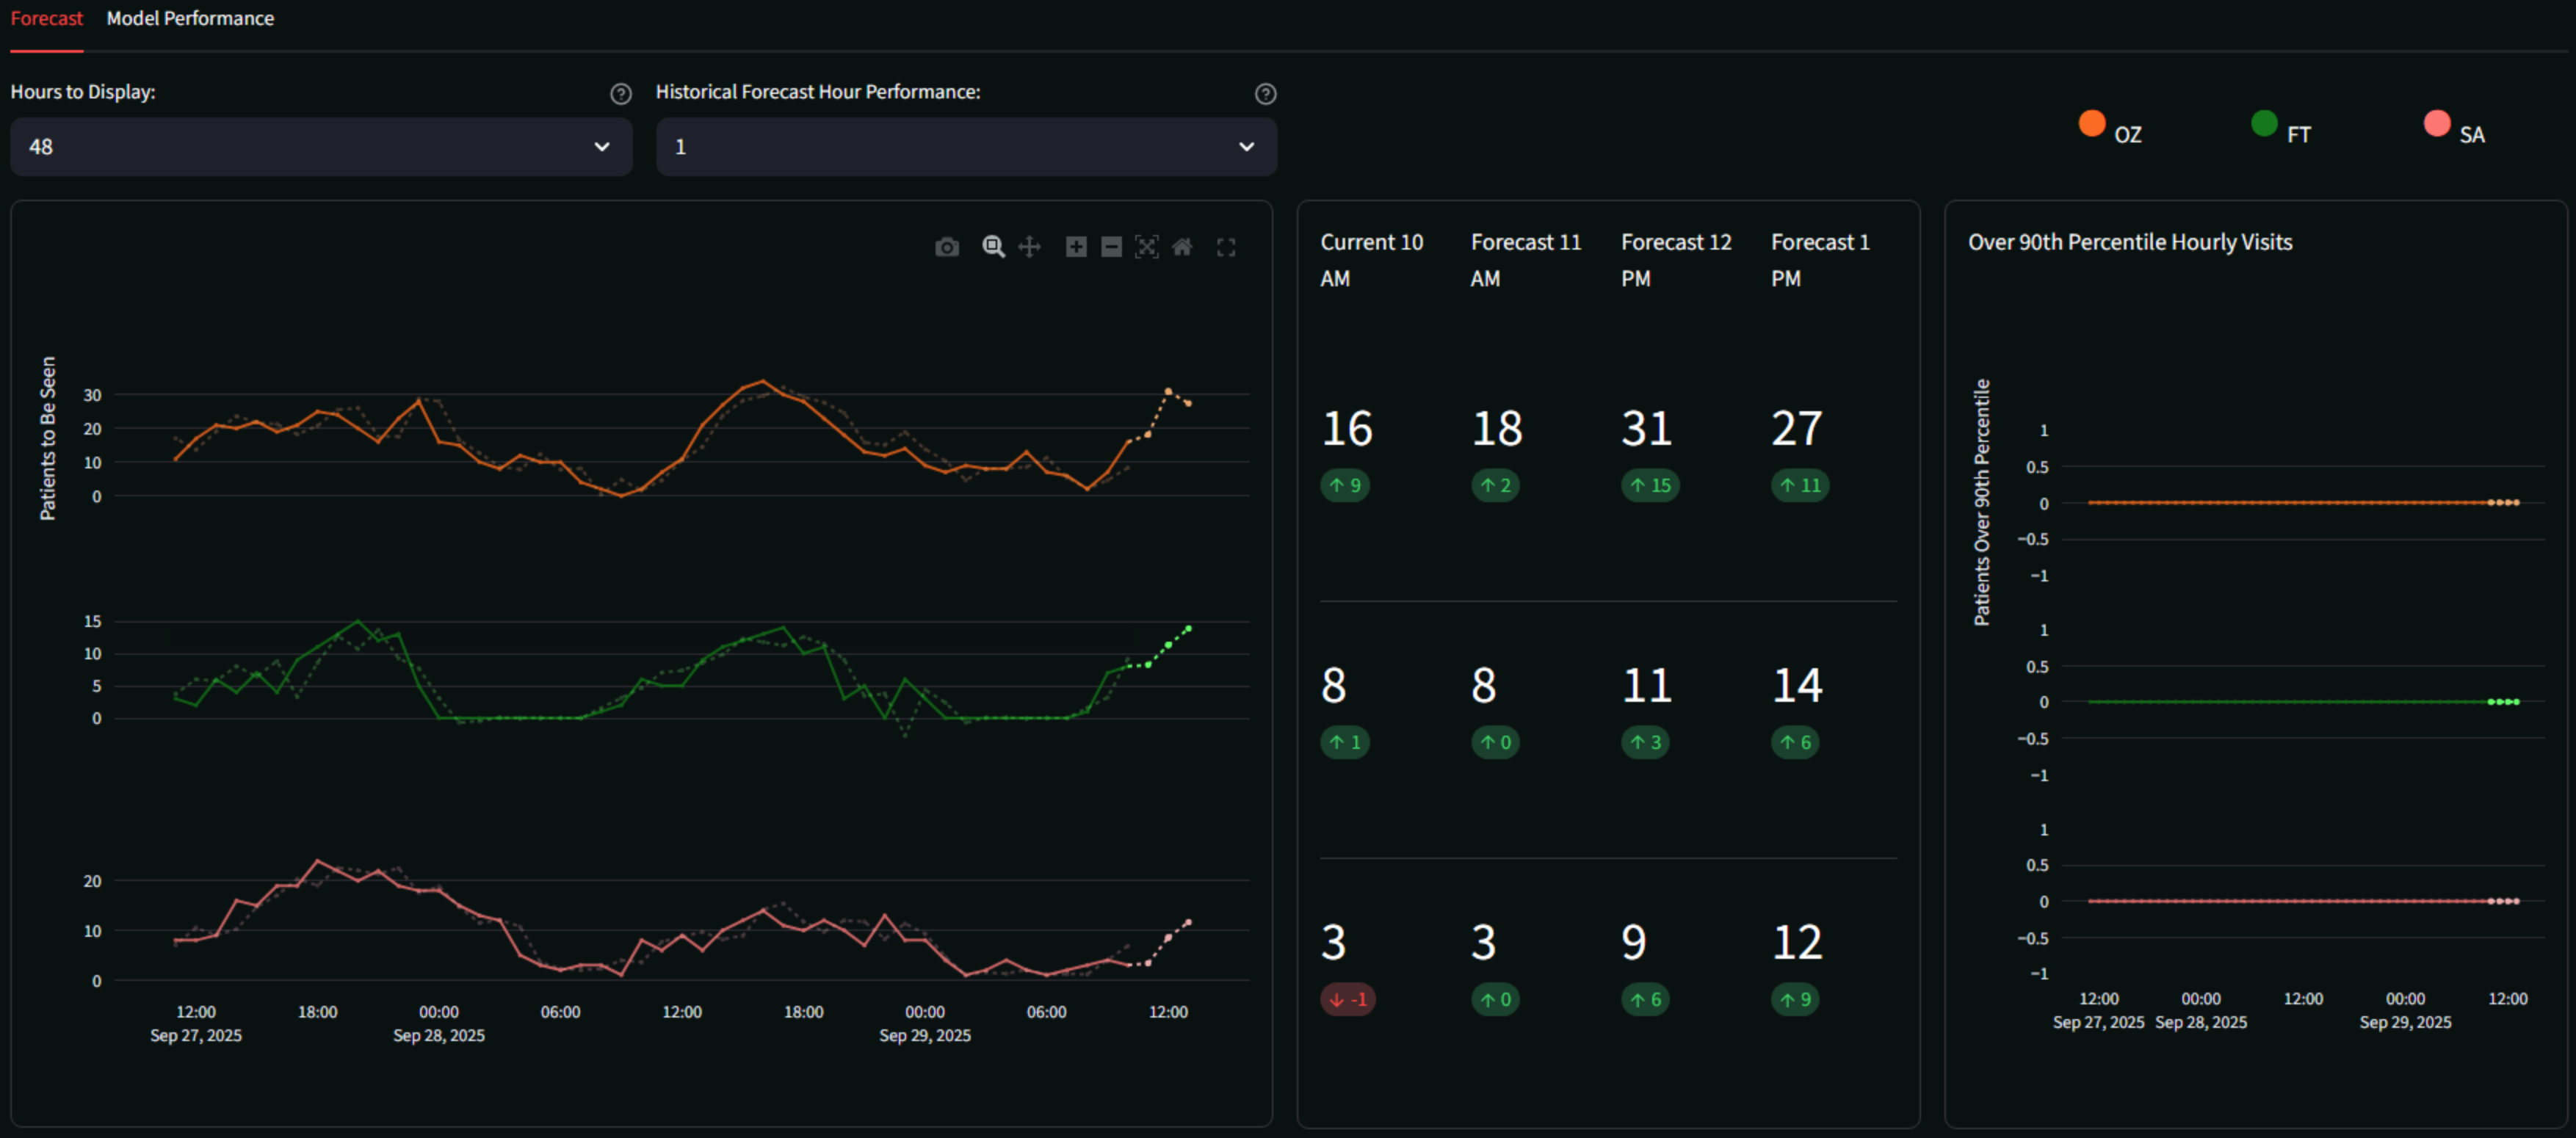 Forecast Model Performance
Hours to Display:
Historical Forecast Hour Performance:
48
1
OZ
FT
SA
Patients to Be Seen
30
20
10
0
15
10
5
0
20
10
0
12:00 18:00 00:00 06:00 12:00 18:00 00:00 06:00 12:00
Sep 27, 2025 Sep 28, 2025 Sep 29, 2025
Current 10 AM
Forecast 11 AM
Forecast 12 PM
Forecast 1 PM
16 18 31 27
↑ 9 ↑ 2 ↑ 15 ↑ 11
8 8 11 14
↑ 1 ↑ 0 ↑ 3 ↑ 6
3 3 9 12
↓ -1 ↑ 0 ↑ 6 ↑ 9
Over 90th Percentile Hourly Visits
Patients Over 90th Percentile
1
0.5
0
−0.5
−1
1
0.5
0
−0.5
−1
1
0.5
0
−0.5
−1
12:00 00:00 12:00 00:00 12:00
Sep 27, 2025 Sep 28, 2025 Sep 29, 2025